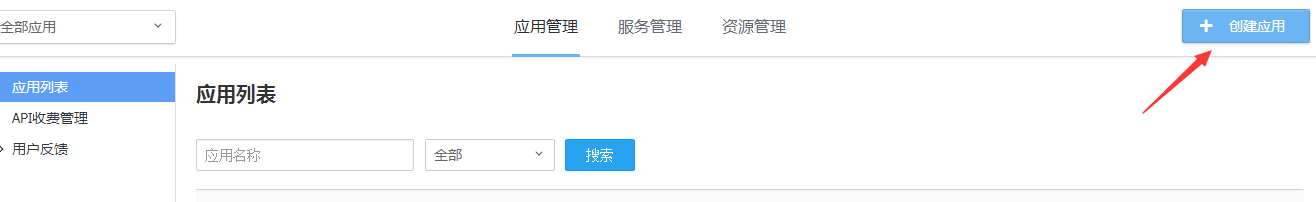 全部应用
应用管理 服务管理 资源管理
+ 创建应用
应用列表
API收费管理
用户反馈
应用列表
应用名称 全部 搜索